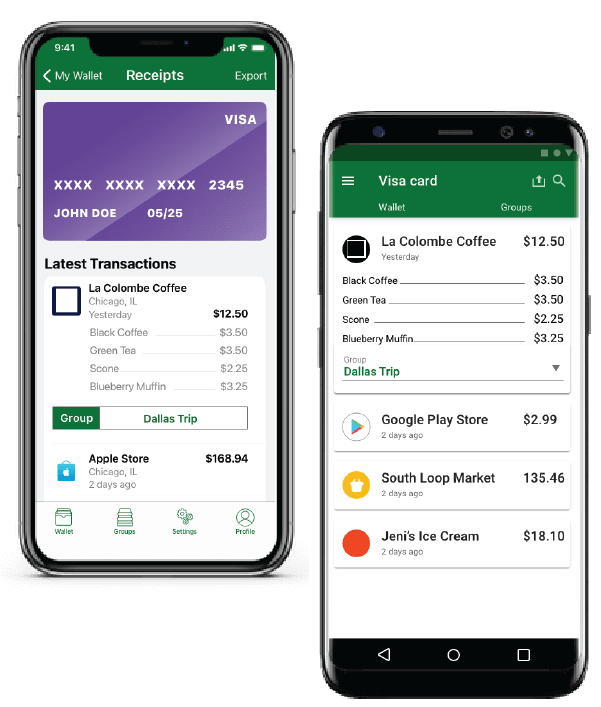 9:41
My Wallet Receipts Export
VISA
XXXX XXXX XXXX 2345
JOHN DOE 05/25
Latest Transactions
La Colombe Coffee
Chicago, IL
Yesterday $12.50
Black Coffee $3.50
Green Tea $3.50
Scone $2.25
Blueberry Muffin $3.25
Group Dallas Trip
Apple Store $168.94
Chicago, IL
2 days ago
Wallet Groups Settings Profile
Visa card
Wallet Groups
La Colombe Coffee $12.50
Yesterday
Black Coffee $3.50
Green Tea $3.50
Scone $2.25
Blueberry Muffin $3.25
Group
Dallas Trip
Google Play Store $2.99
2 days ago
South Loop Market 135.46
2 days ago
Jeni's Ice Cream $18.10
2 days ago